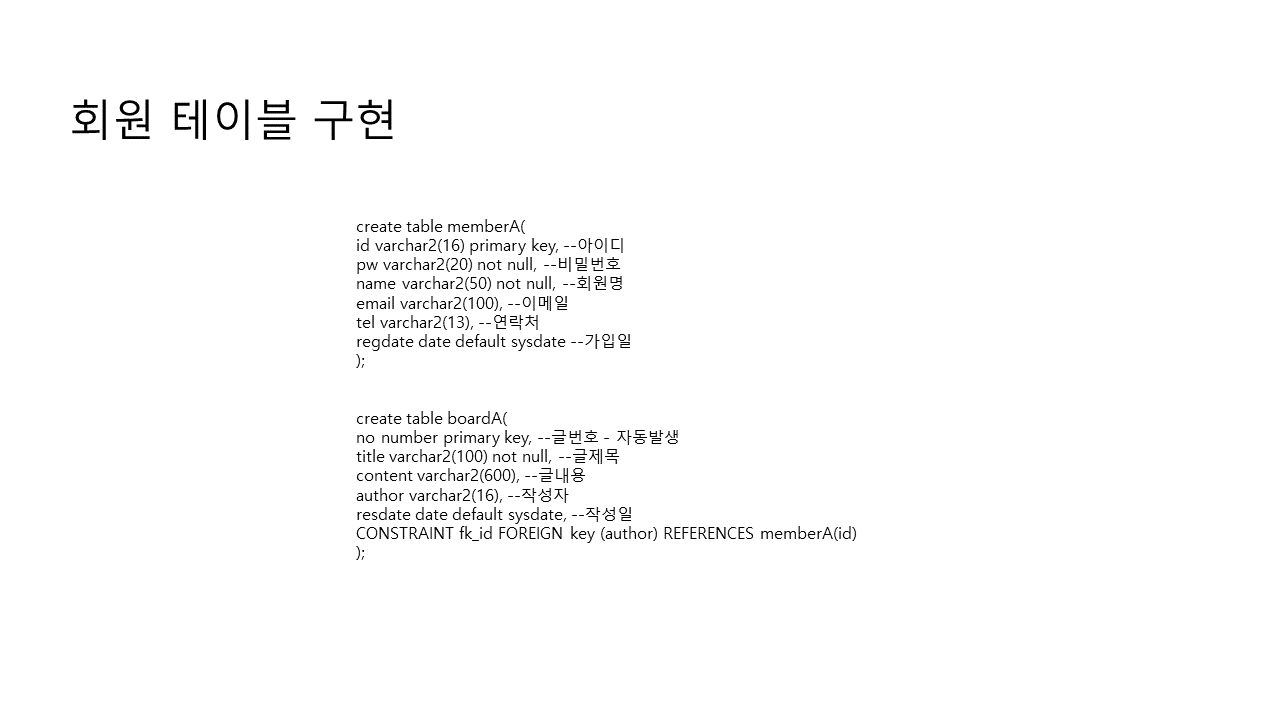 회원 테이블 구현
create table memberA(
id varchar2(16) primary key, --아이디
pw varchar2(20) not null, --비밀번호
name varchar2(50) not null, --회원명
email varchar2(100), --이메일
tel varchar2(13), --연락처
regdate date default sysdate --가입일
);
create table boardA(
no number primary key, --글번호 - 자동발생
title varchar2(100) not null, --글제목
content varchar2(600), --글내용
author varchar2(16), --작성자
resdate date default sysdate, --작성일
CONSTRAINT fk_id FOREIGN key (author) REFERENCES memberA(id)
);